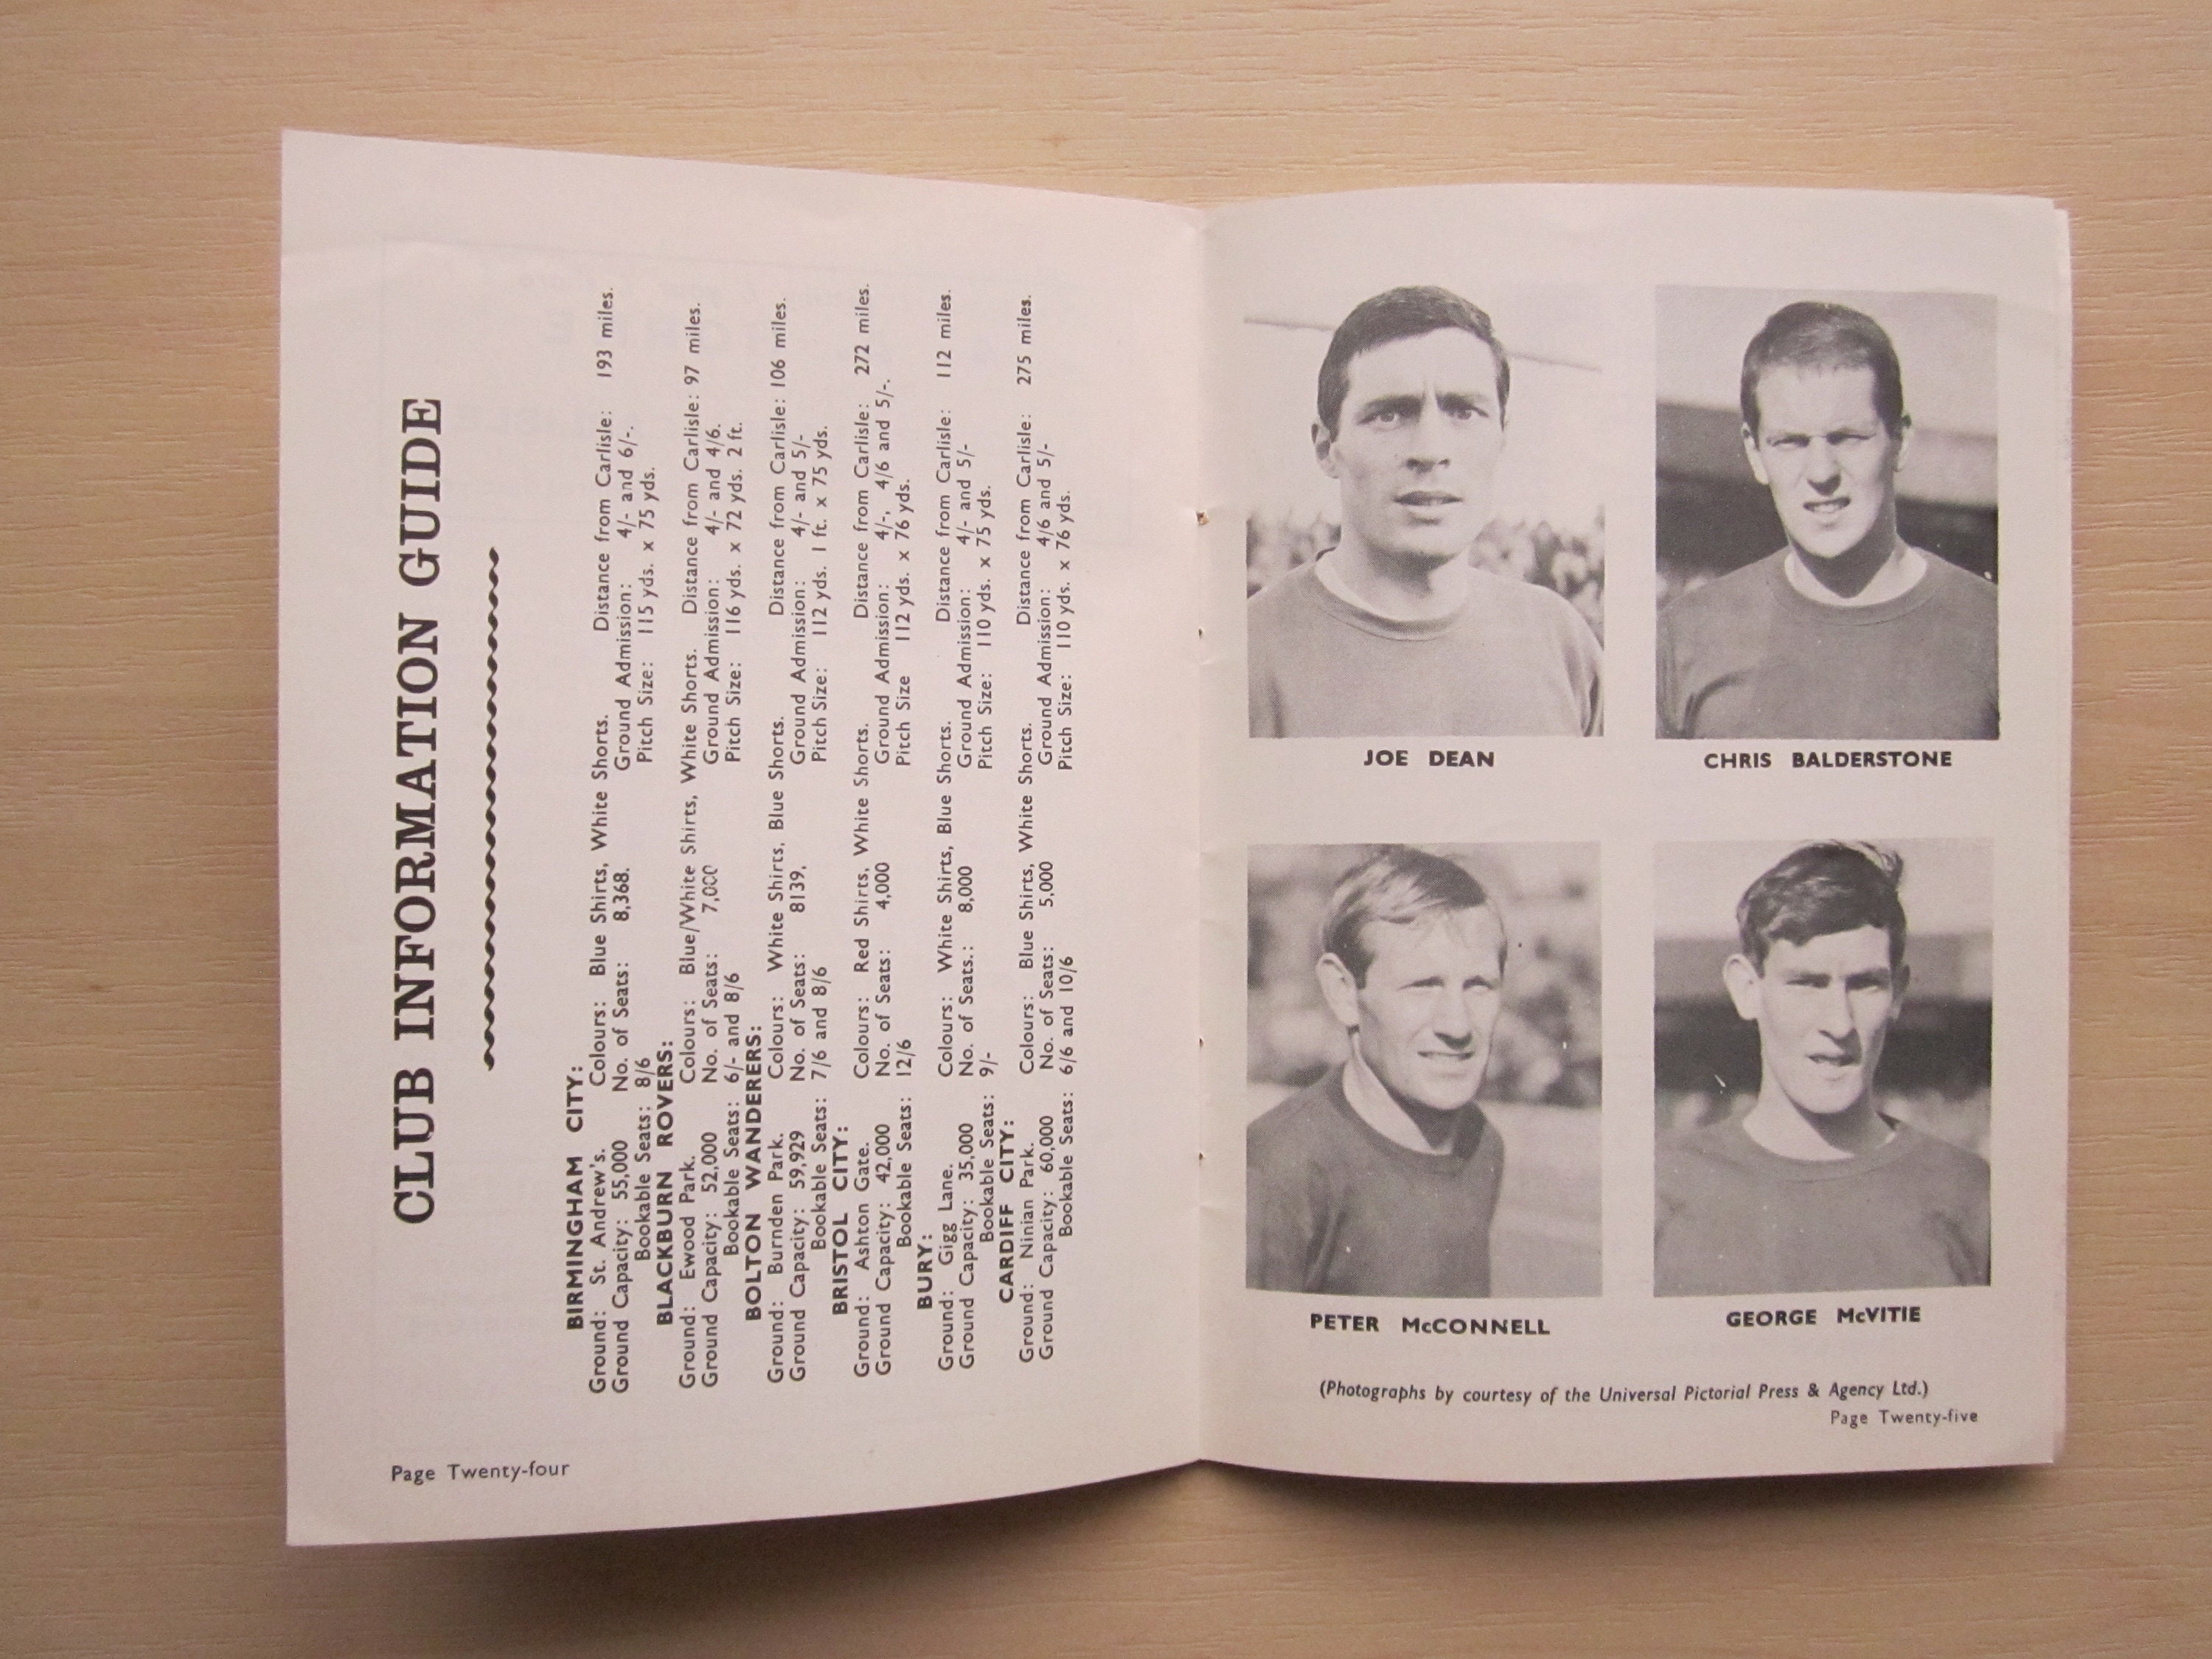 CLUB INFORMATION GUIDE
BIRMINGHAM CITY:
Ground: St. Andrew's. Colours: Blue Shirts, White Shorts. Distance from Carlisle: 193 miles.
Ground Capacity: 55,000 No. of Seats: 8,368. Ground Admission: 4/- and 6/-.
Bookable Seats: 8/6 Pitch Size: 115 yds. x 75 yds.
BLACKBURN ROVERS:
Ground: Ewood Park. Colours: Blue/White Shirts, White Shorts. Distance from Carlisle: 97 miles.
Ground Capacity: 52,000 No. of Seats: 7,000 Ground Admission: 4/- and 4/6.
Bookable Seats: 6/- and 8/6 Pitch Size: 116 yds. x 72 yds. 2 ft.
BOLTON WANDERERS:
Ground: Burnden Park. Colours: White Shirts, Blue Shorts. Distance from Carlisle: 106 miles.
Ground Capacity: 59,929 No. of Seats: 8139. Ground Admission: 4/- and 5/-
Bookable Seats: 7/6 and 8/6 Pitch Size: 112 yds. 1 ft. x 75 yds.
BRISTOL CITY:
Ground: Ashton Gate. Colours: Red Shirts, White Shorts. Distance from Carlisle: 272 miles.
Ground Capacity: 42,000 No. of Seats: 4,000 Ground Admission: 4/-, 4/6 and 5/-.
Bookable Seats: 12/6 Pitch Size 112 yds. x 76 yds.
BURY:
Ground: Gigg Lane. Colours: White Shirts, Blue Shorts. Distance from Carlisle: 112 miles.
Ground Capacity: 35,000 No. of Seats.: 8,000 Ground Admission: 4/- and 5/-
Bookable Seats: 9/- Pitch Size: 110 yds. x 75 yds.
CARDIFF CITY:
Ground: Ninian Park. Colours: Blue Shirts, White Shorts. Distance from Carlisle: 275 miles.
Ground Capacity: 60,000 No. of Seats: 5,000 Ground Admission: 4/6 and 5/-
Bookable Seats: 6/6 and 10/6 Pitch Size: 110 yds. x 76 yds.
Page Twenty-four
JOE DEAN
CHRIS BALDERSTONE
PETER McCONNELL
GEORGE McVITIE
(Photographs by courtesy of the Universal Pictorial Press & Agency Ltd.)
Page Twenty-five